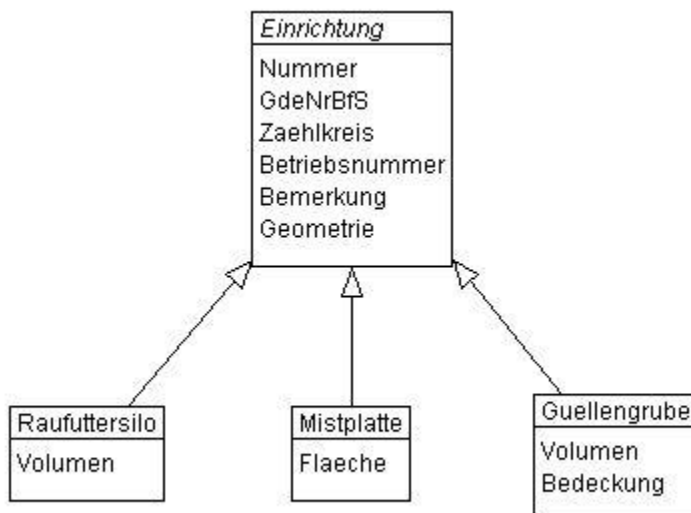 Einrichtung
Nummer
GdeNrBfS
Zaehlkreis
Betriebsnummer
Bemerkung
Geometrie
Raufuttersilo
Volumen
Mistplatte
Flaeche
Guellengrube
Volumen
Bedeckung